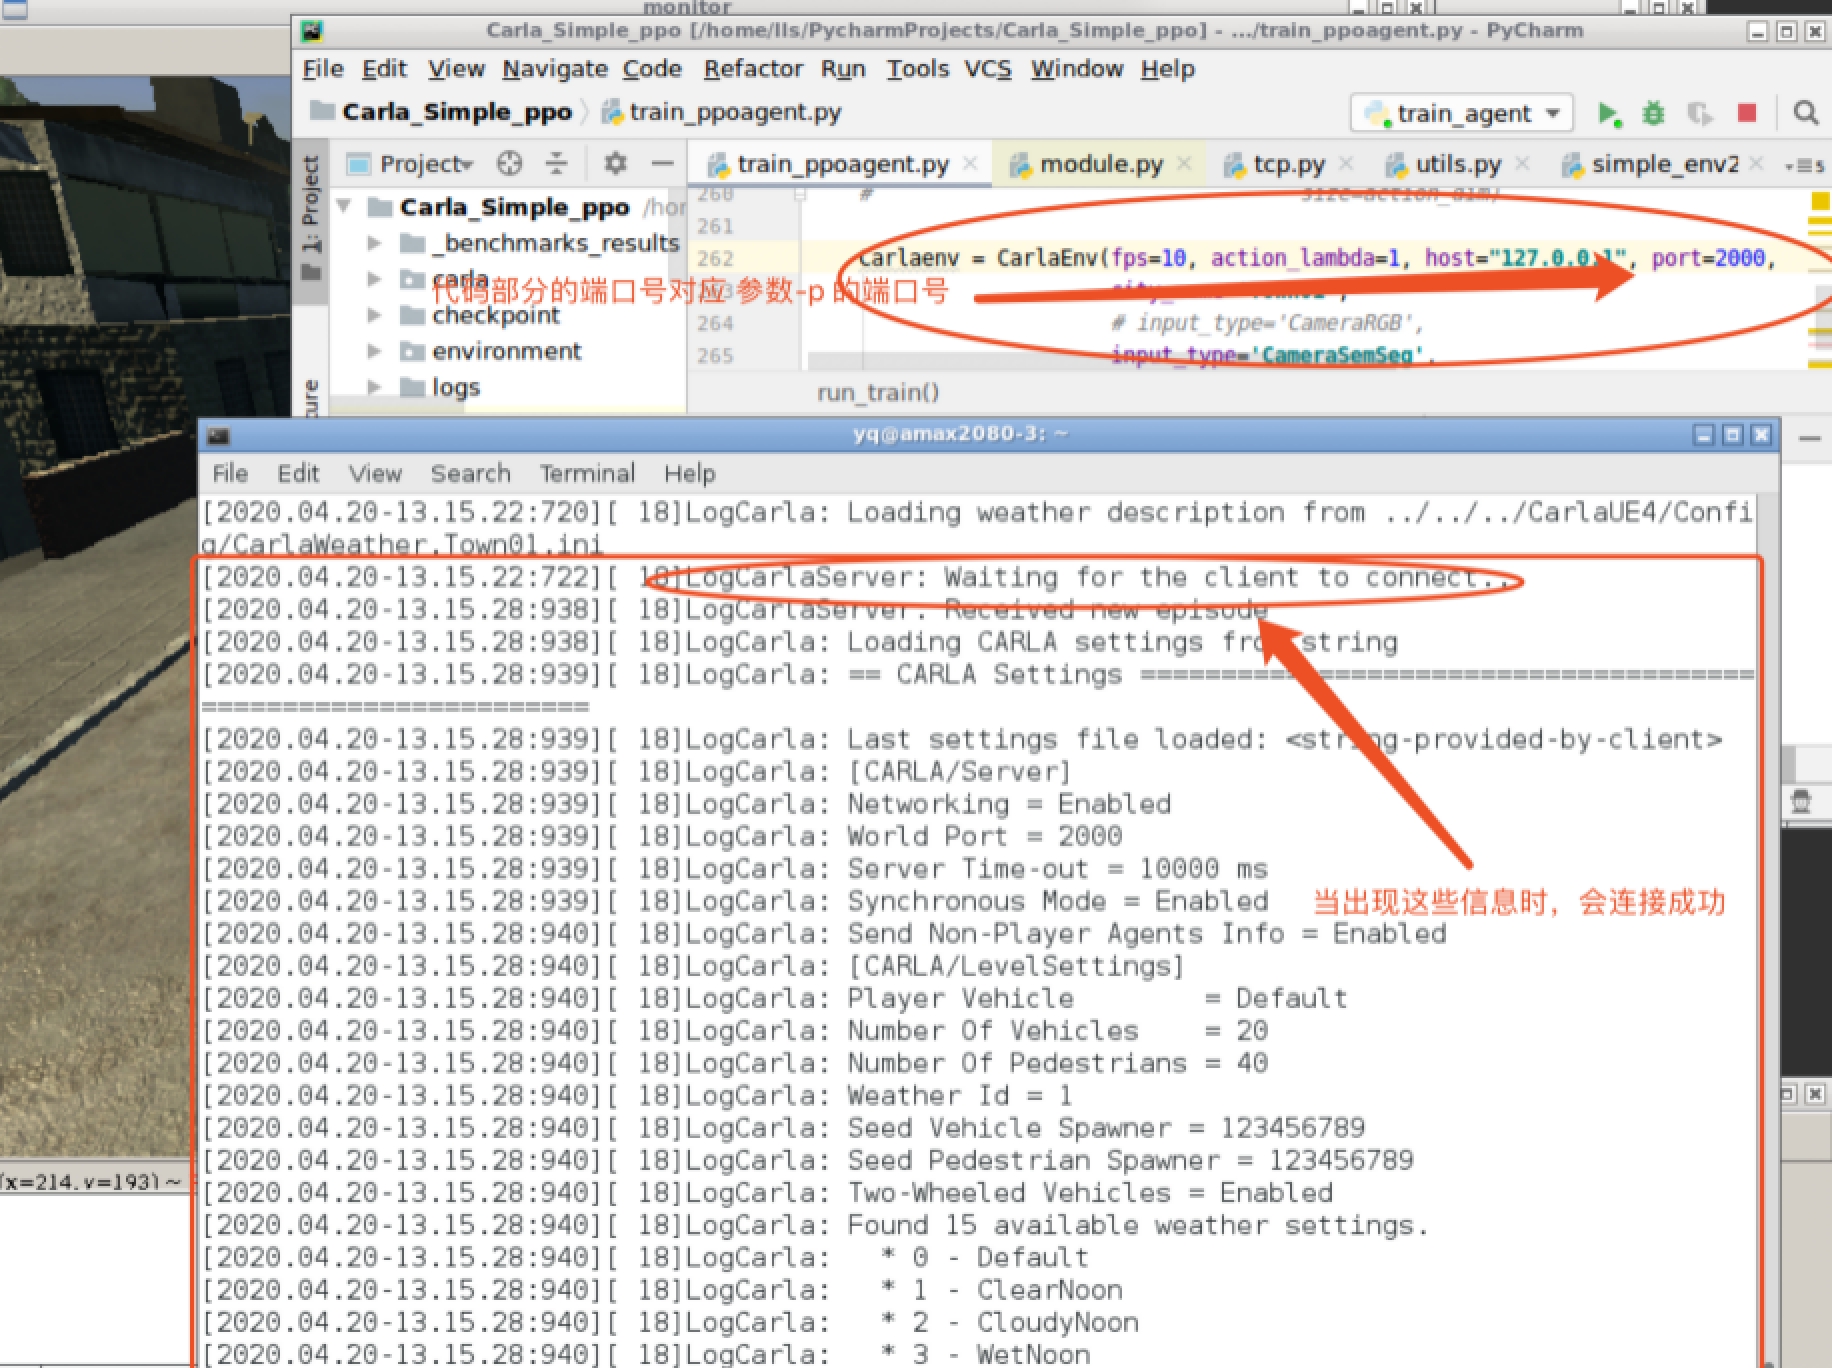 monitor
Carla_Simple_ppo [/home/lls/PycharmProjects/Carla_Simple_ppo] - .../train_ppoagent.py - PyCharm
File Edit View Navigate Code Refactor Run Tools VCS Window Help
Carla_Simple_ppo train_ppoagent.py train_agent
1: Project
Project train_ppoagent.py module.py tcp.py utils.py simple_env2
Carla_Simple_ppo /hor
_benchmarks_results
carla
checkpoint
environment
logs
260 # size=action_dim)
261
262 Carlaenv = CarlaEnv(fps=10, action_lambda=1, host="127.0.0.1", port=2000,
代码部分的端口号对应 参数-p 的端口号
264 # input_type='CameraRGB',
265 input_type='CameraSemSeg',
run_train()
yq@amax2080-3: ~
File Edit View Search Terminal Help
[2020.04.20-13.15.22:720][ 18]LogCarla: Loading weather description from ../../../CarlaUE4/Confi
g/CarlaWeather.Town01.ini
[2020.04.20-13.15.22:722][ 18]LogCarlaServer: Waiting for the client to connect..
[2020.04.20-13.15.28:938][ 18]LogCarlaServer: Received new episode
[2020.04.20-13.15.28:938][ 18]LogCarla: Loading CARLA settings from string
[2020.04.20-13.15.28:939][ 18]LogCarla: == CARLA Settings ======================================
========================
[2020.04.20-13.15.28:939][ 18]LogCarla: Last settings file loaded: <string-provided-by-client>
[2020.04.20-13.15.28:939][ 18]LogCarla: [CARLA/Server]
[2020.04.20-13.15.28:939][ 18]LogCarla: Networking = Enabled
[2020.04.20-13.15.28:939][ 18]LogCarla: World Port = 2000
[2020.04.20-13.15.28:939][ 18]LogCarla: Server Time-out = 10000 ms
[2020.04.20-13.15.28:939][ 18]LogCarla: Synchronous Mode = Enabled
当出现这些信息时，会连接成功
[2020.04.20-13.15.28:940][ 18]LogCarla: Send Non-Player Agents Info = Enabled
[2020.04.20-13.15.28:940][ 18]LogCarla: [CARLA/LevelSettings]
[2020.04.20-13.15.28:940][ 18]LogCarla: Player Vehicle        = Default
[2020.04.20-13.15.28:940][ 18]LogCarla: Number Of Vehicles    = 20
[2020.04.20-13.15.28:940][ 18]LogCarla: Number Of Pedestrians = 40
[2020.04.20-13.15.28:940][ 18]LogCarla: Weather Id = 1
[2020.04.20-13.15.28:940][ 18]LogCarla: Seed Vehicle Spawner = 123456789
[2020.04.20-13.15.28:940][ 18]LogCarla: Seed Pedestrian Spawner = 123456789
[2020.04.20-13.15.28:940][ 18]LogCarla: Two-Wheeled Vehicles = Enabled
[2020.04.20-13.15.28:940][ 18]LogCarla: Found 15 available weather settings.
[2020.04.20-13.15.28:940][ 18]LogCarla:   * 0 - Default
[2020.04.20-13.15.28:940][ 18]LogCarla:   * 1 - ClearNoon
[2020.04.20-13.15.28:940][ 18]LogCarla:   * 2 - CloudyNoon
[2020.04.20-13.15.28:940][ 18]LogCarla:   * 3 - WetNoon
(x=214, y=193) ~